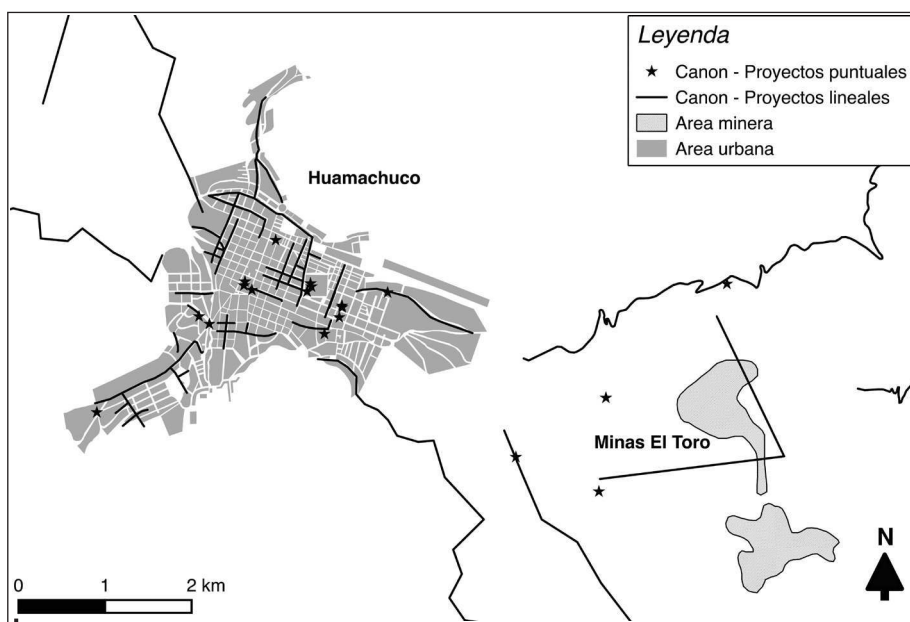 Leyenda
Canon - Proyectos puntuales
Canon - Proyectos lineales
Area minera
Area urbana
Huamachuco
Minas El Toro
N
0 1 2 km